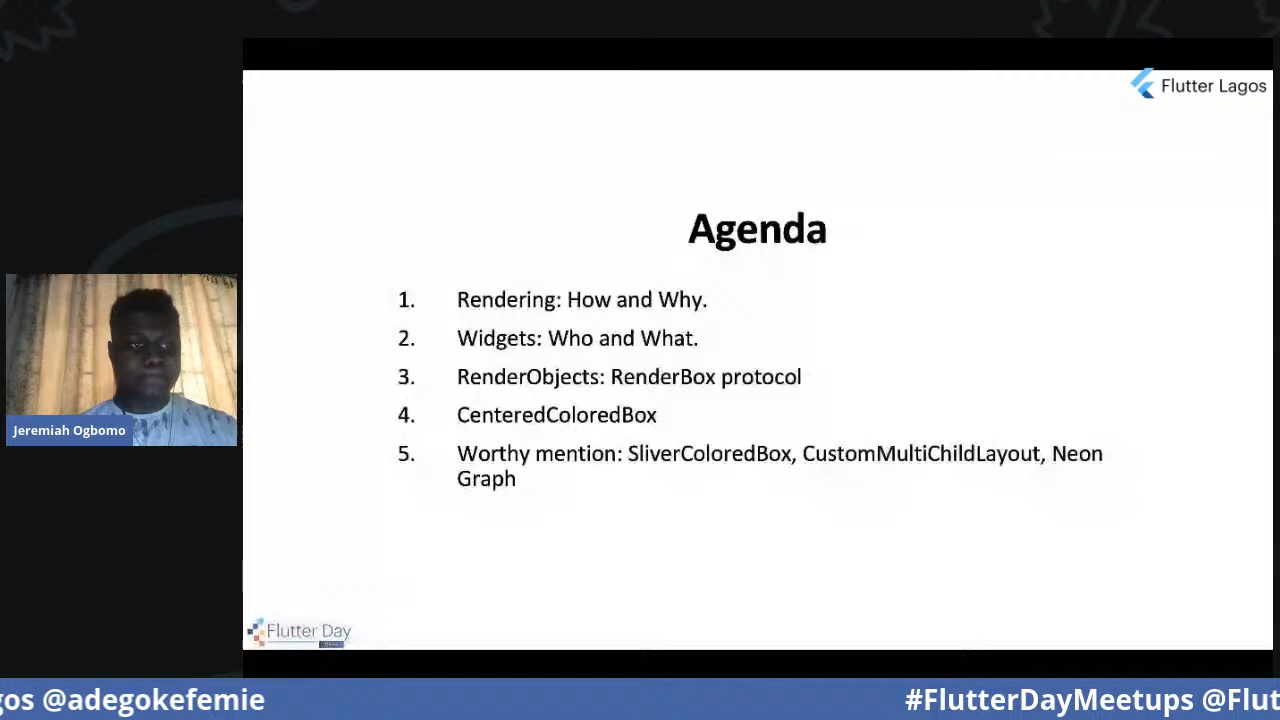 Flutter Lagos
Agenda
1. Rendering: How and Why.
2. Widgets: Who and What.
3. RenderObjects: RenderBox protocol
4. CenteredColoredBox
5. Worthy mention: SliverColoredBox, CustomMultiChildLayout, Neon
Graph
Jeremiah Ogbomo
Flutter Day
gos @adegokefemie #FlutterDayMeetups @Flut